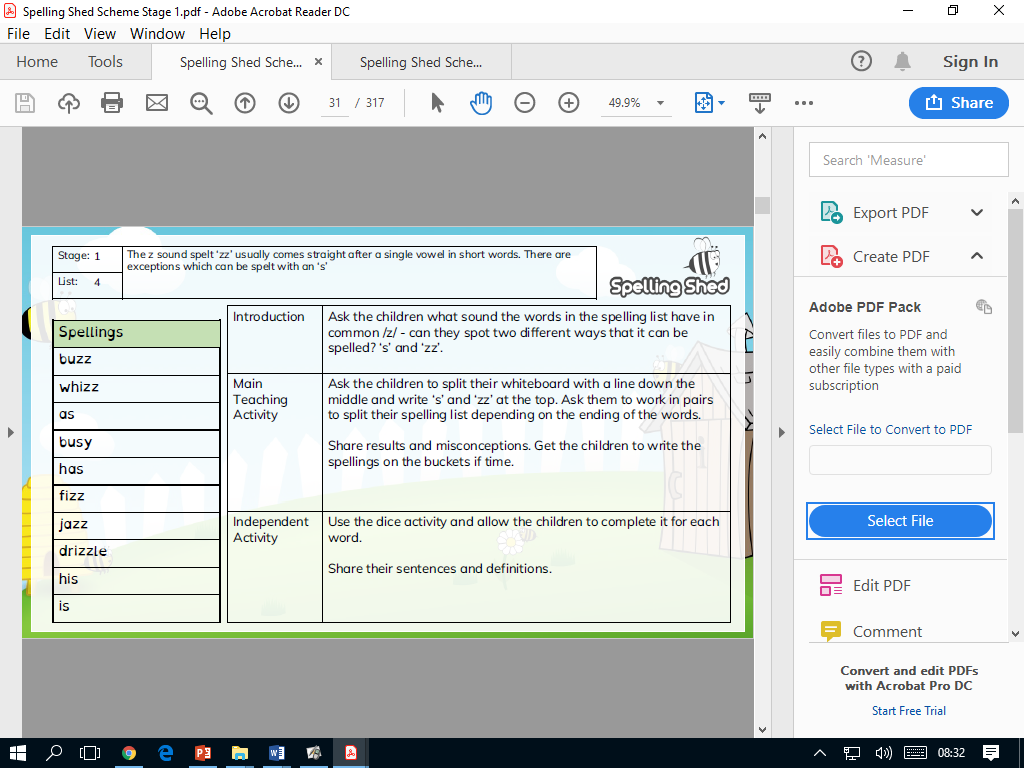 Spelling Shed Scheme Stage 1.pdf - Adobe Acrobat Reader DC
File Edit View Window Help
Home Tools Spelling Shed Sche... × Spelling Shed Sche... ? Sign In
31 / 317 49.9% Share
Stage: 1
The z sound spelt ‘zz’ usually comes straight after a single vowel in short words. There are
exceptions which can be spelt with an ‘s’
List: 4
Spelling Shed
Spellings
buzz
whizz
as
busy
has
fizz
jazz
drizzle
his
is
Introduction
Ask the children what sound the words in the spelling list have in
common /z/ - can they spot two different ways that it can be
spelled? ‘s’ and ‘zz’.
Main
Teaching
Activity
Ask the children to split their whiteboard with a line down the
middle and write ‘s’ and ‘zz’ at the top. Ask them to work in pairs
to split their spelling list depending on the ending of the words.
Share results and misconceptions. Get the children to write the
spellings on the buckets if time.
Independent
Activity
Use the dice activity and allow the children to complete it for each
word.
Share their sentences and definitions.
Search 'Measure'
Export PDF
Create PDF
Adobe PDF Pack
Convert files to PDF and
easily combine them with
other file types with a paid
subscription
Select File to Convert to PDF
Select File
Edit PDF
Comment
Convert and edit PDFs
with Acrobat Pro DC
Start Free Trial
08:32